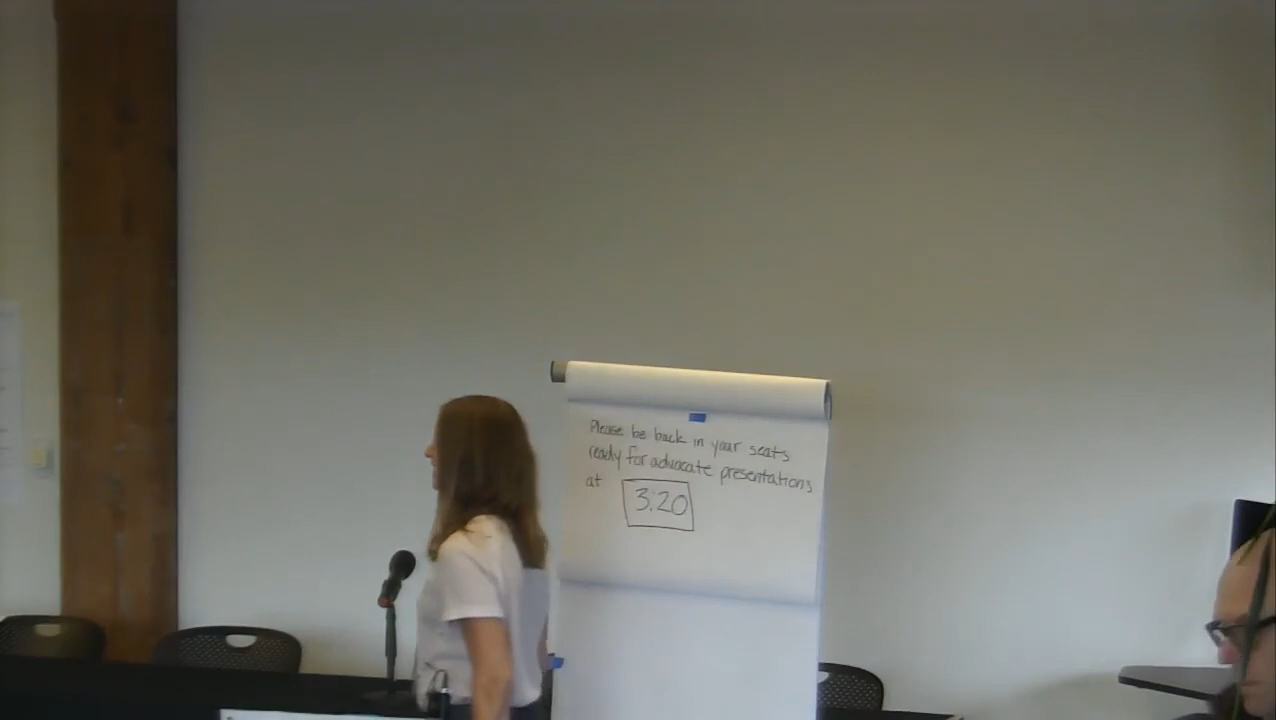 Please be back in your seats
ready for advocate presentations
at 3:20